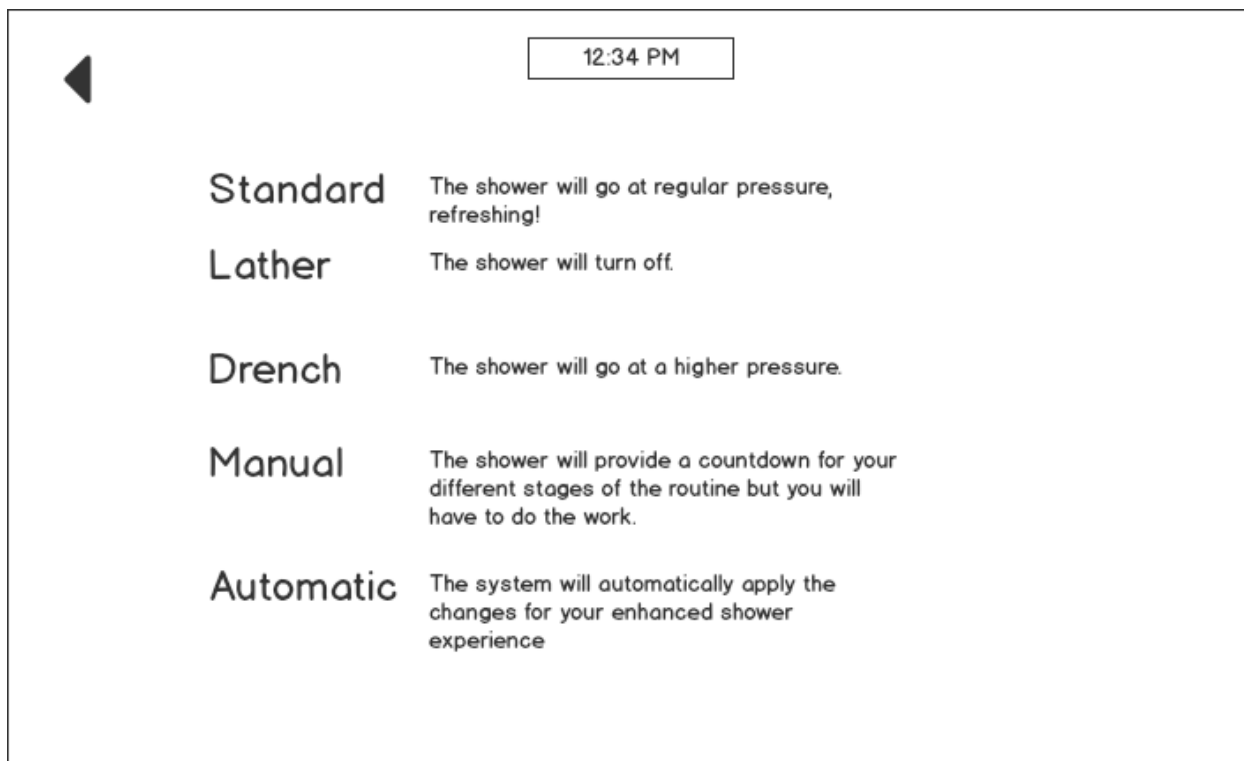 12:34 PM
Standard
The shower will go at regular pressure,
refreshing!
Lather
The shower will turn off.
Drench
The shower will go at a higher pressure.
Manual
The shower will provide a countdown for your
different stages of the routine but you will
have to do the work.
Automatic
The system will automatically apply the
changes for your enhanced shower
experience